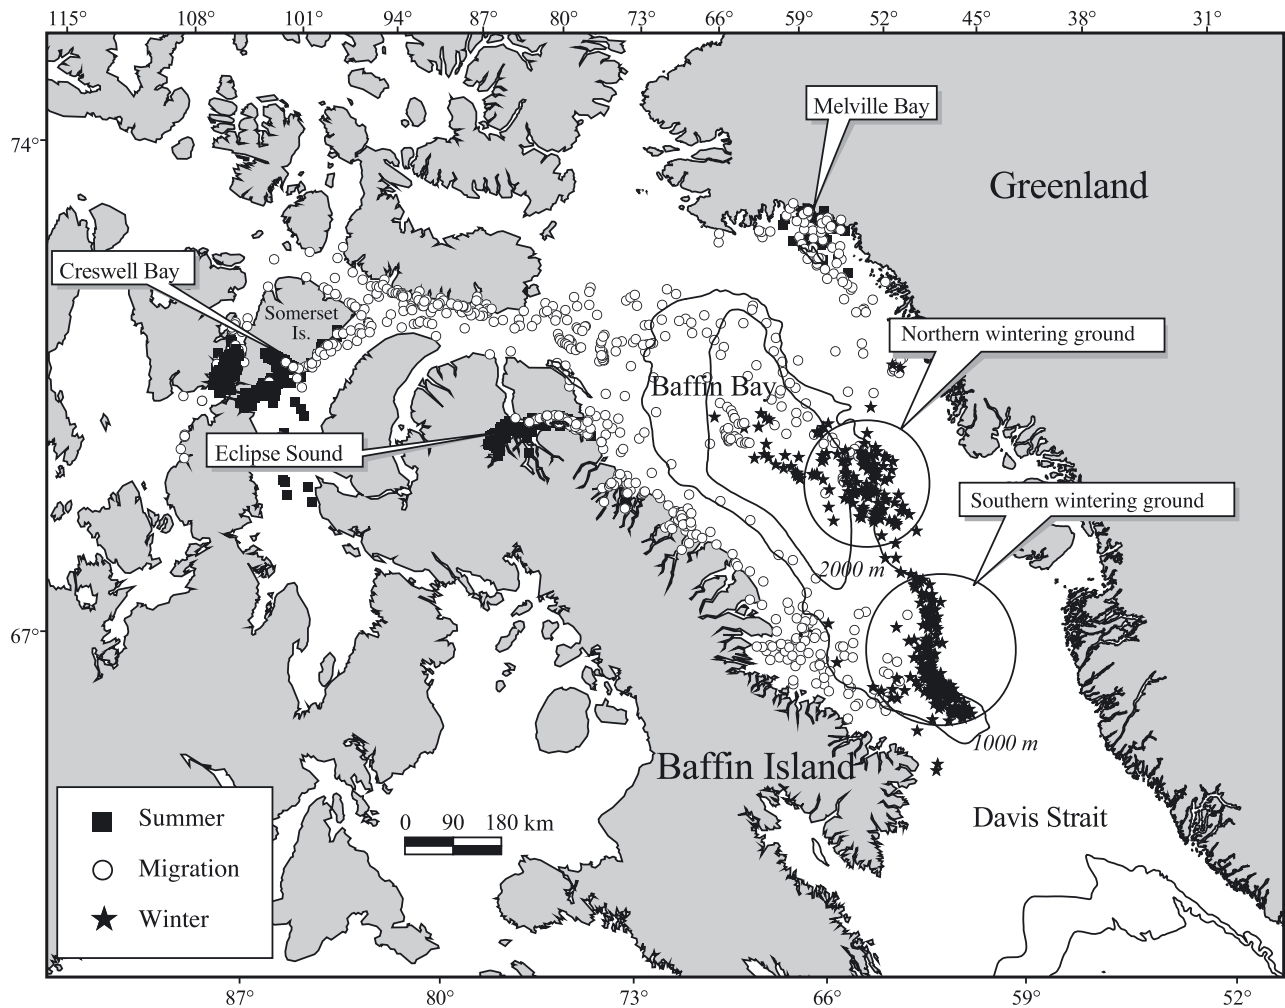 115° 108° 101° 94° 87° 80° 73° 66° 59° 52° 45° 38° 31°
Melville Bay
74°
Greenland
Creswell Bay
Somerset
Is.
Northern wintering ground
Baffin Bay
Eclipse Sound
Southern wintering ground
2000 m
67°
1000 m
Baffin Island
Davis Strait
Summer
Migration
Winter
0 90 180 km
87° 80° 73° 66° 59° 52°